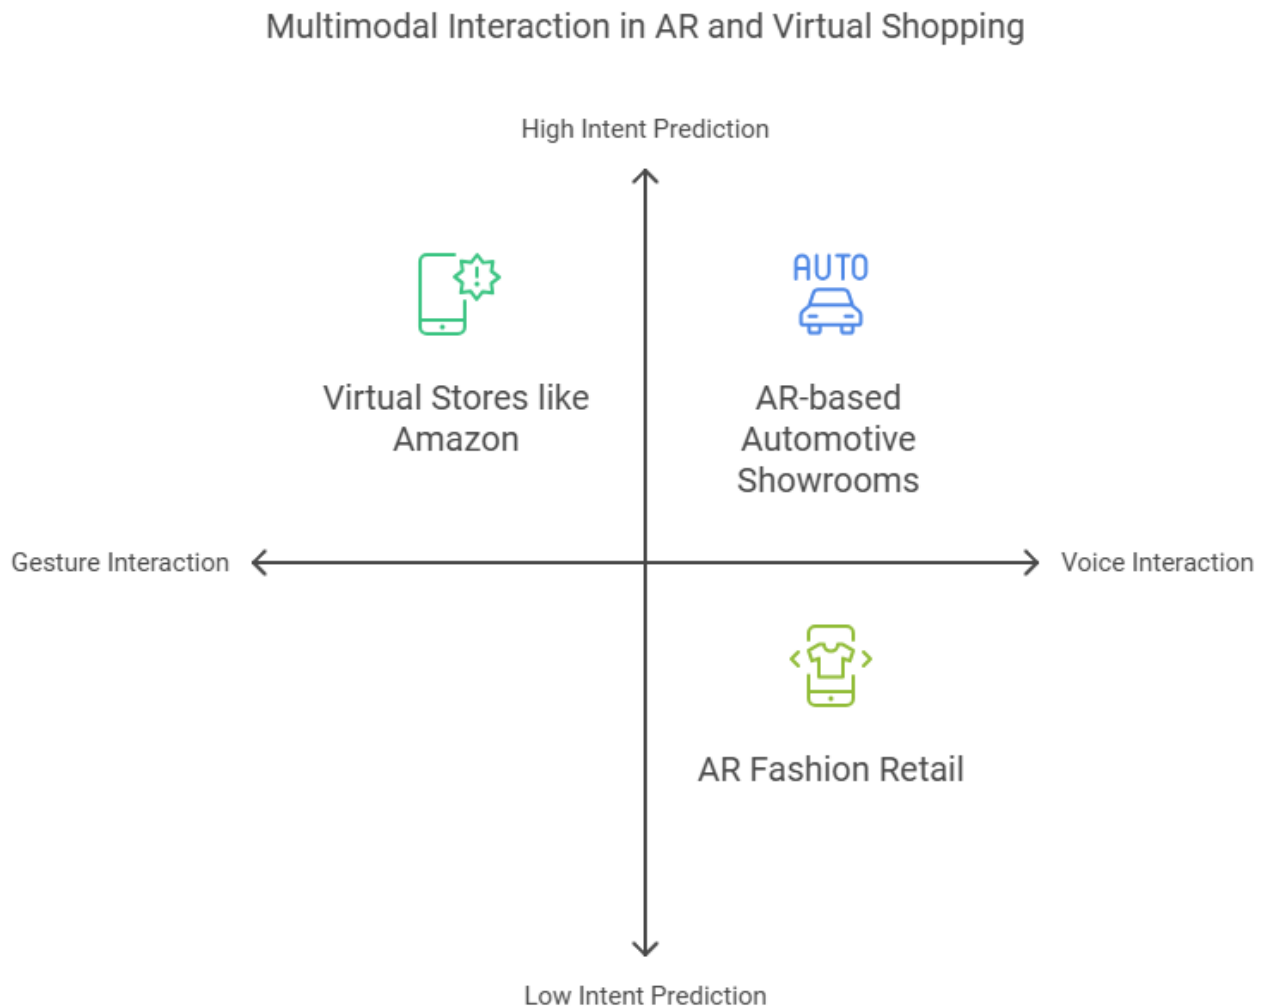 Multimodal Interaction in AR and Virtual Shopping
High Intent Prediction
AUTO
Virtual Stores like
Amazon
AR-based
Automotive
Showrooms
Gesture Interaction
Voice Interaction
AR Fashion Retail
Low Intent Prediction